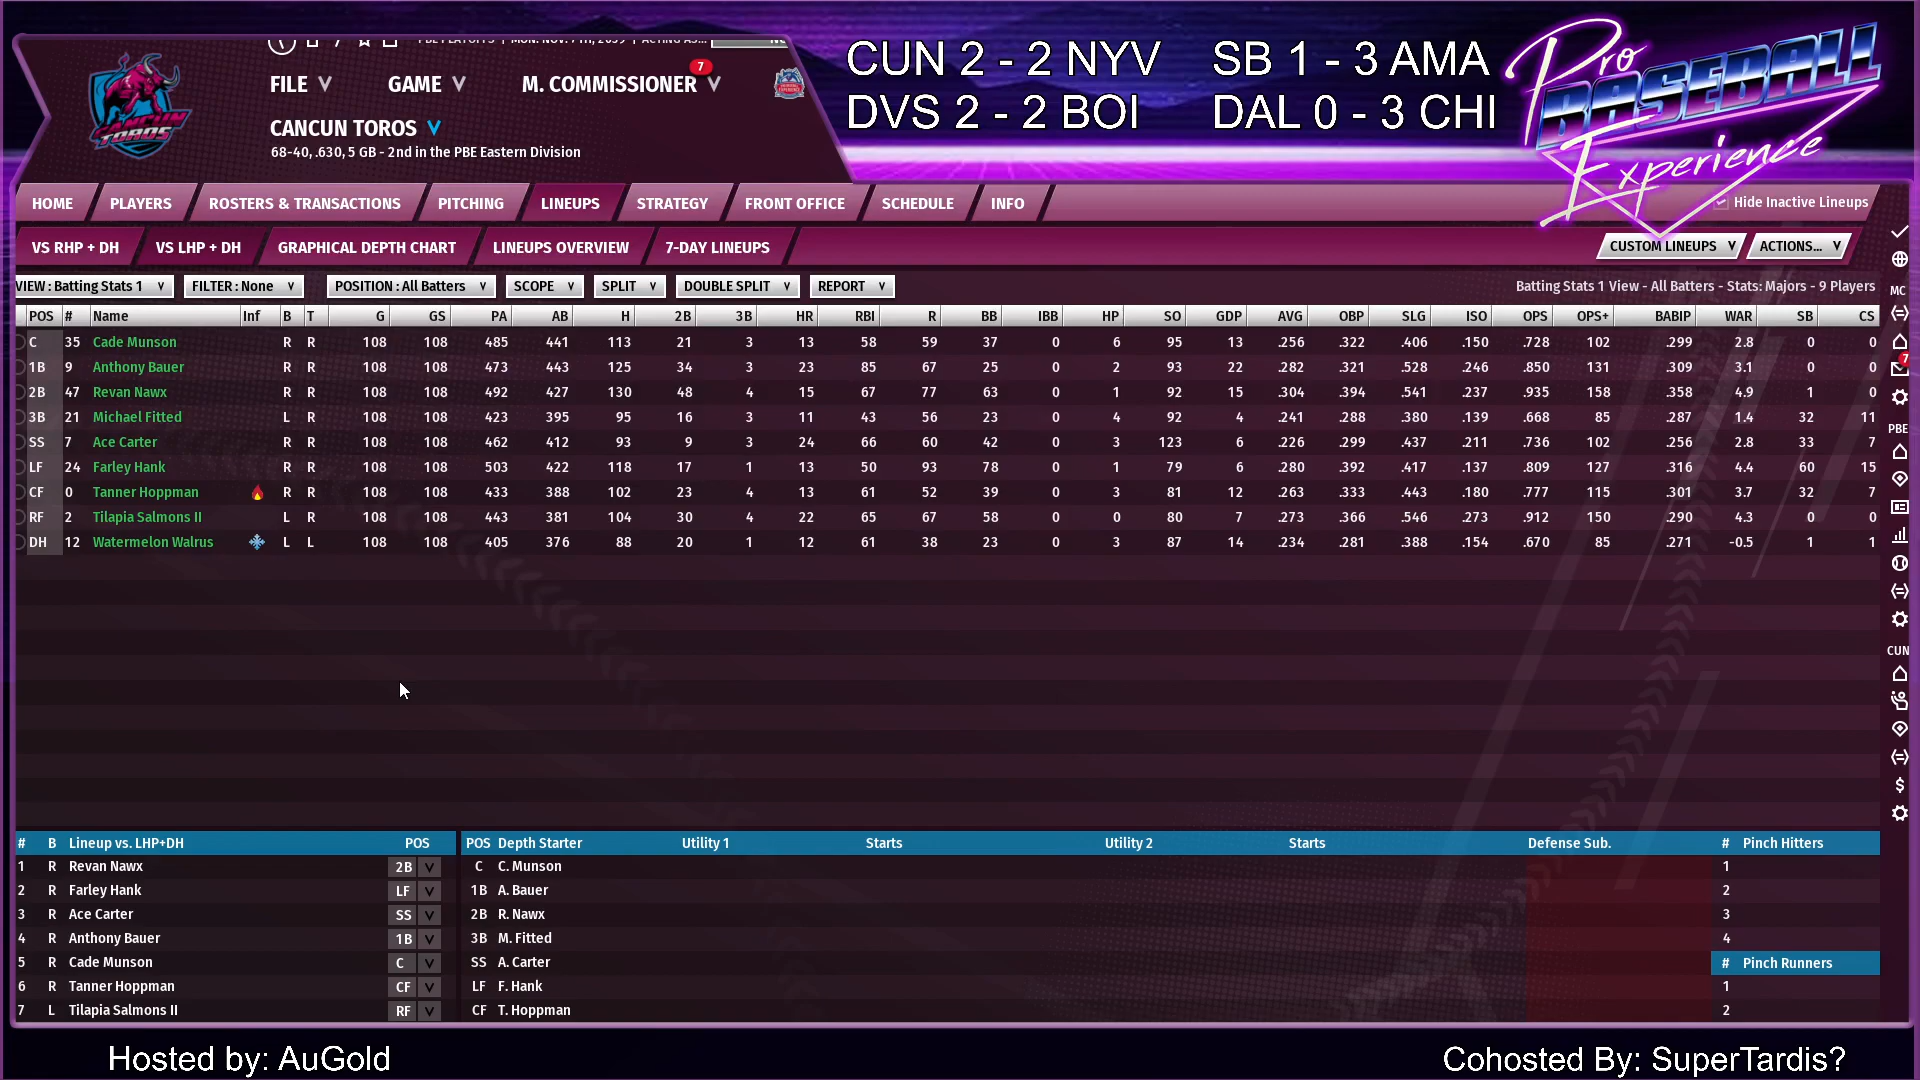 CUN 2 - 2 NYV SB 1 - 3 AMA
DVS 2 - 2 BOI DAL 0 - 3 CHI
Pro
BASEBALL
Experience
CANCUN
TOROS
FILE GAME M. COMMISSIONER 7
CANCUN TOROS
68-40, .630, 5 GB - 2nd in the PBE Eastern Division
HOME PLAYERS ROSTERS & TRANSACTIONS PITCHING LINEUPS STRATEGY FRONT OFFICE SCHEDULE INFO Hide Inactive Lineups
VS RHP + DH VS LHP + DH GRAPHICAL DEPTH CHART LINEUPS OVERVIEW 7-DAY LINEUPS CUSTOM LINEUPS ACTIONS...
VIEW : Batting Stats 1 FILTER : None POSITION : All Batters SCOPE SPLIT DOUBLE SPLIT REPORT Batting Stats 1 View - All Batters - Stats: Majors - 9 Players
POS # Name Inf B T G GS PA AB H 2B 3B HR RBI R BB IBB HP SO GDP AVG OBP SLG ISO OPS OPS+ BABIP WAR SB CS
C 35 Cade Munson R R 108 108 485 441 113 21 3 13 58 59 37 0 6 95 13 .256 .322 .406 .150 .728 102 .299 2.8 0 0
1B 9 Anthony Bauer R R 108 108 473 443 125 34 3 23 85 67 25 0 2 93 22 .282 .321 .528 .246 .850 131 .309 3.1 0 0
2B 47 Revan Nawx R R 108 108 492 427 130 48 4 15 67 77 63 0 1 92 15 .304 .394 .541 .237 .935 158 .358 4.9 1 0
3B 21 Michael Fitted L R 108 108 423 395 95 16 3 11 43 56 23 0 4 92 4 .241 .288 .380 .139 .668 85 .287 1.4 32 11
SS 7 Ace Carter R R 108 108 462 412 93 9 3 24 66 60 42 0 3 123 6 .226 .299 .437 .211 .736 102 .256 2.8 33 7
LF 24 Farley Hank R R 108 108 503 422 118 17 1 13 50 93 78 0 1 79 6 .280 .392 .417 .137 .809 127 .316 4.4 60 15
CF 0 Tanner Hoppman R R 108 108 433 388 102 23 4 13 61 52 39 0 3 81 12 .263 .333 .443 .180 .777 115 .301 3.7 32 7
RF 2 Tilapia Salmons II L R 108 108 443 381 104 30 4 22 65 67 58 0 0 80 7 .273 .366 .546 .273 .912 150 .290 4.3 0 0
DH 12 Watermelon Walrus L L 108 108 405 376 88 20 1 12 61 38 23 0 3 87 14 .234 .281 .388 .154 .670 85 .271 -0.5 1 1
MC
7
PBE
CUN
$
# B Lineup vs. LHP+DH POS POS Depth Starter Utility 1 Starts Utility 2 Starts Defense Sub. # Pinch Hitters
1 R Revan Nawx 2B C C. Munson 1
2 R Farley Hank LF 1B A. Bauer 2
3 R Ace Carter SS 2B R. Nawx 3
4 R Anthony Bauer 1B 3B M. Fitted 4
5 R Cade Munson C SS A. Carter # Pinch Runners
6 R Tanner Hoppman CF LF F. Hank 1
7 L Tilapia Salmons II RF CF T. Hoppman 2
Hosted by: AuGold Cohosted By: SuperTardis?